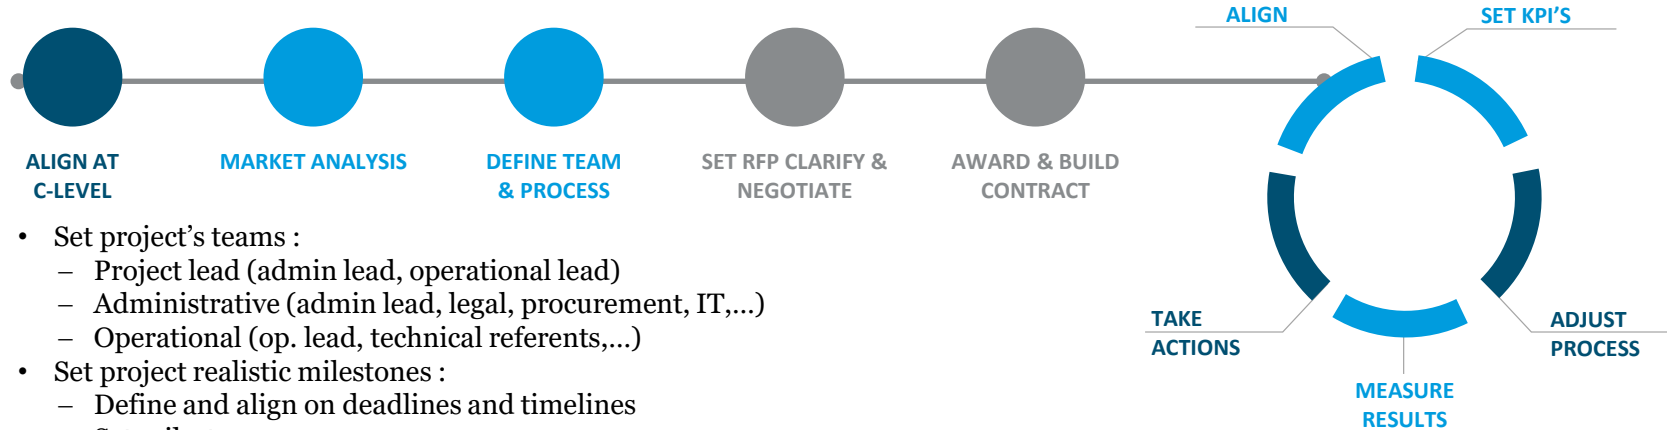 ALIGN AT
C-LEVEL
MARKET ANALYSIS
DEFINE TEAM
& PROCESS
SET RFP CLARIFY &
NEGOTIATE
AWARD & BUILD
CONTRACT
• Set project's teams :
– Project lead (admin lead, operational lead)
– Administrative (admin lead, legal, procurement, IT,...)
– Operational (op. lead, technical referents,...)
• Set project realistic milestones :
– Define and align on deadlines and timelines
ALIGN
SET KPI'S
ADJUST
PROCESS
MEASURE
RESULTS
TAKE
ACTIONS